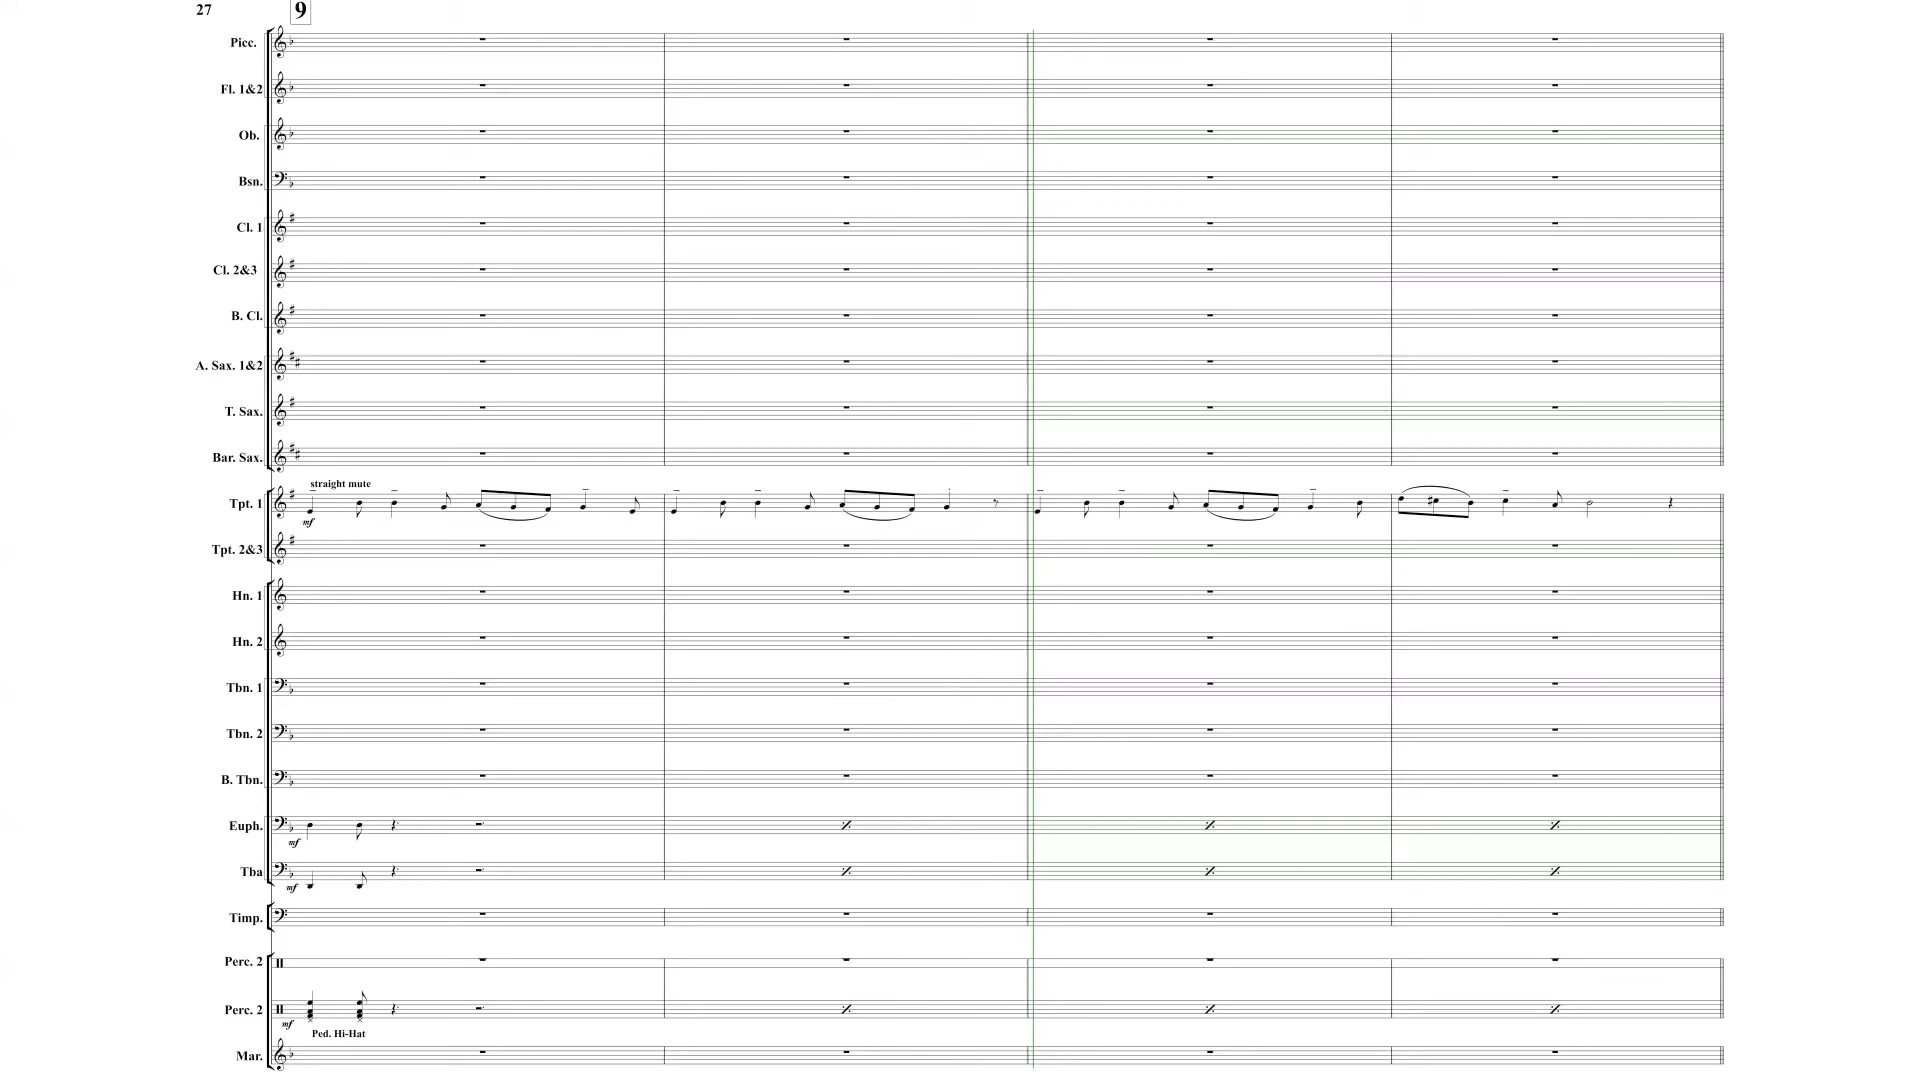 27
9
Picc.
Fl. 1&2
Ob.
Bsn.
Cl. 1
Cl. 2&3
B. Cl.
A. Sax. 1&2
T. Sax.
Bar. Sax.
straight mute
Tpt. 1
mf
Tpt. 2&3
Hn. 1
Hn. 2
Tbn. 1
Tbn. 2
B. Tbn.
Euph.
mf
Tba
mf
Timp.
Perc. 2
Perc. 2
mf
Ped. Hi-Hat
Mar.